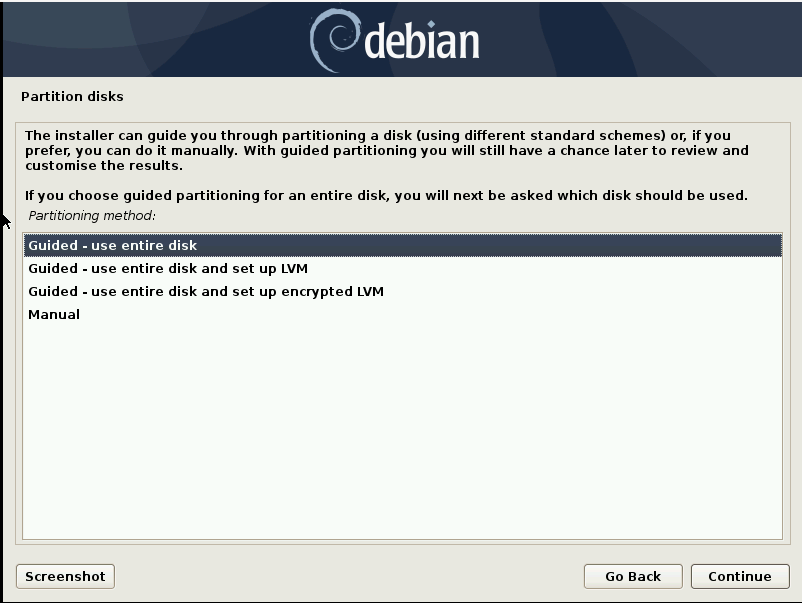 debian
Partition disks
The installer can guide you through partitioning a disk (using different standard schemes) or, if you
prefer, you can do it manually. With guided partitioning you will still have a chance later to review and
customise the results.
If you choose guided partitioning for an entire disk, you will next be asked which disk should be used.
Partitioning method:
Guided - use entire disk
Guided - use entire disk and set up LVM
Guided - use entire disk and set up encrypted LVM
Manual
Screenshot
Go Back
Continue